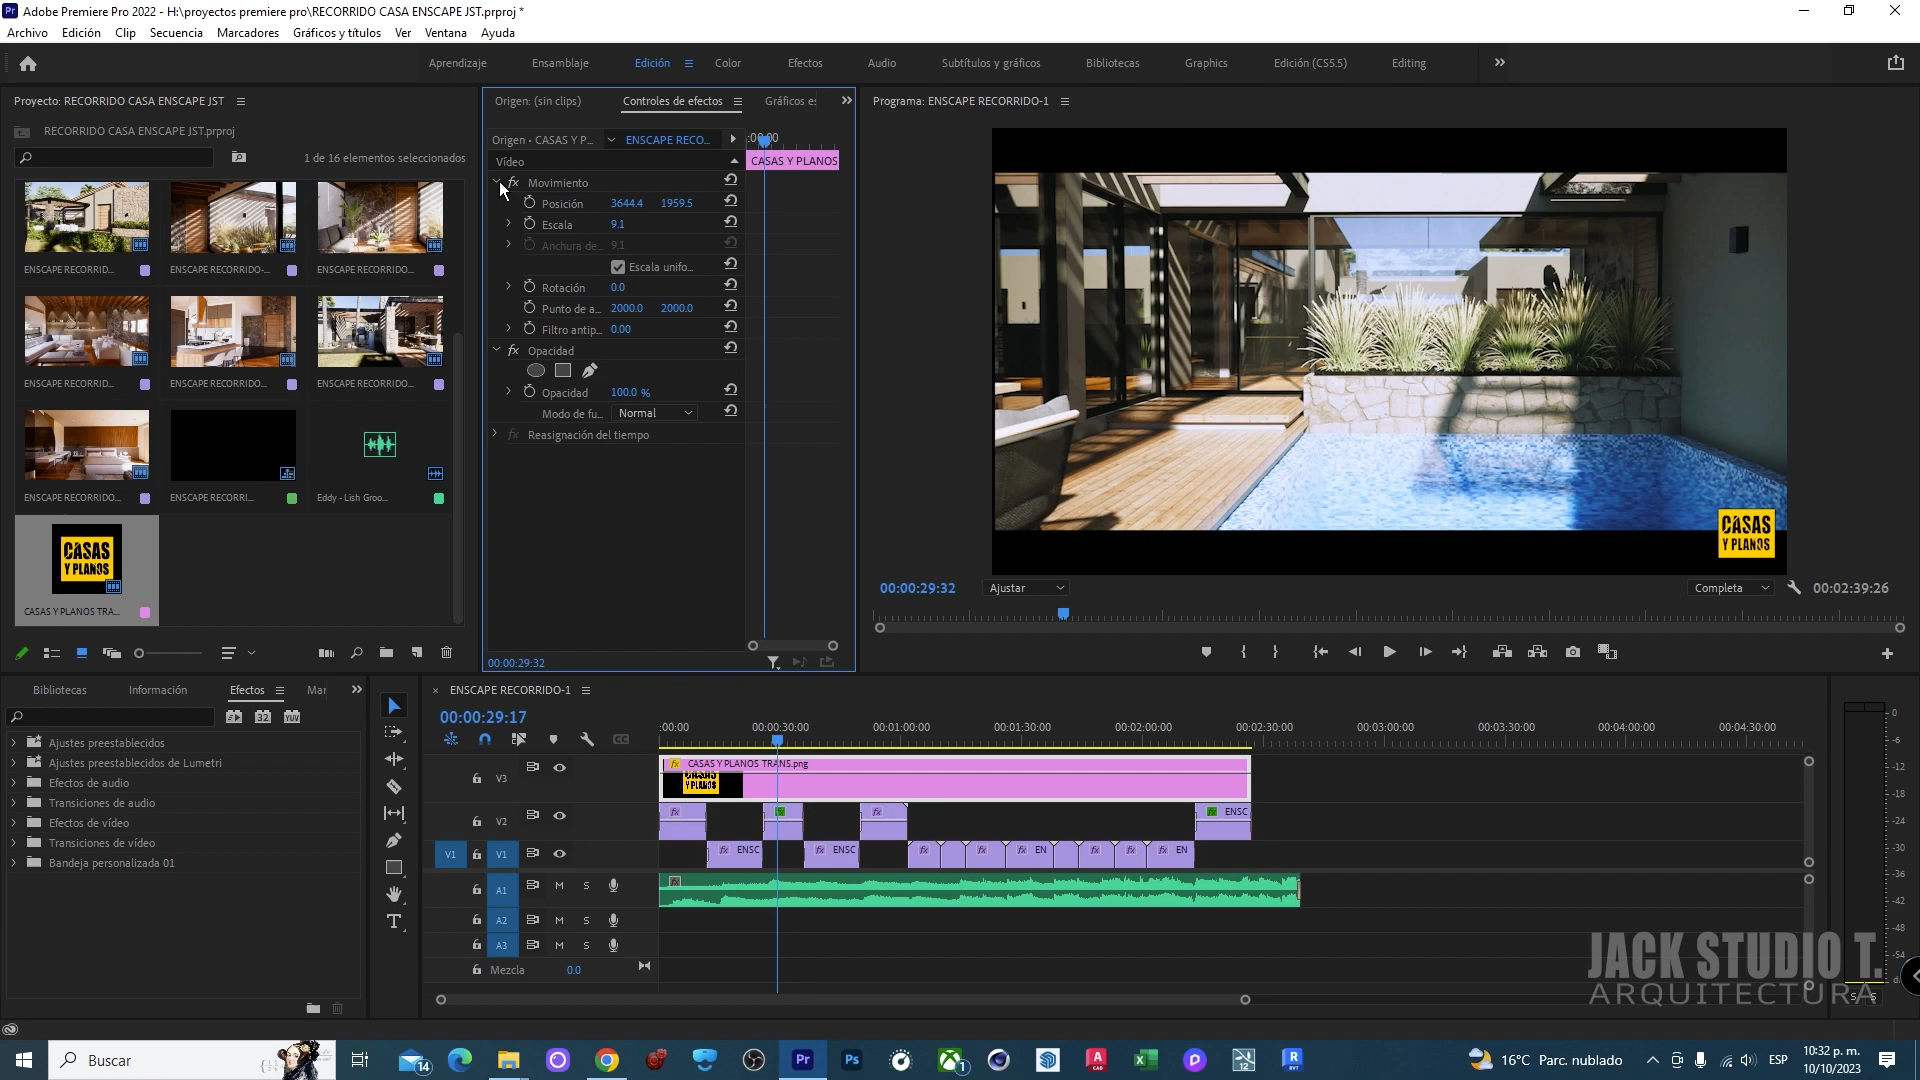 Adobe Premiere Pro 2022 - H:\proyectos premiere pro\RECORRIDO CASA ENSCAPE JST.prproj *
Archivo Edición Clip Secuencia Marcadores Gráficos y títulos Ver Ventana Ayuda
Aprendizaje Ensamblaje Edición Color Efectos Audio Subtítulos y gráficos Bibliotecas Graphics Edición (CS5.5) Editing
Proyecto: RECORRIDO CASA ENSCAPE JST
RECORRIDO CASA ENSCAPE JST.prproj
1 de 16 elementos seleccionados
ENSCAPE RECORRID... ENSCAPE RECORRIDO-... ENSCAPE RECORRIDO...
ENSCAPE RECORRIDO... ENSCAPE RECORRIDO... ENSCAPE RECORRIDO...
ENSCAPE RECORRIDO... ENSCAPE RECORRI... Eddy - Lish Groo...
CASAS
Y PLANOS
CASAS Y PLANOS TRA...
Origen: (sin clips) Controles de efectos Gráficos es
Origen • CASAS Y P... ENSCAPE RECO... :00:00
Vídeo CASAS Y PLANOS
fx Movimiento
Posición 3644.4 1959.5
Escala 9.1
Anchura de... 9.1
Escala unifo...
Rotación 0.0
Punto de a... 2000.0 2000.0
Filtro antip... 0.00
fx Opacidad
Opacidad 100.0 %
Modo de fu... Normal
fx Reasignación del tiempo
00:00:29:32
Programa: ENSCAPE RECORRIDO-1
CASAS
Y PLANOS
00:00:29:32 Ajustar Completa 00:02:39:26
Bibliotecas Información Efectos Mar
32 YUV
Ajustes preestablecidos
Ajustes preestablecidos de Lumetri
Efectos de audio
Transiciones de audio
Efectos de vídeo
Transiciones de vídeo
Bandeja personalizada 01
ENSCAPE RECORRIDO-1
00:00:29:17
:00:00 00:00:30:00 00:01:00:00 00:01:30:00 00:02:00:00 00:02:30:00 00:03:00:00 00:03:30:00 00:04:00:00 00:04:30:00
V3 fx CASAS Y PLANOS TRANS.png
CASAS
Y PLANOS
V2 fx fx fx fx ENSC
V1 V1 fx ENSC fx ENSC fx fx fx EN fx fx fx EN
A1 M S
A2 M S
A3 M S
Mezcla 0.0
0
-6
-12
-18
-24
-30
-36
-42
-48
-54
S S
JACK STUDIO T.
ARQUITECTURA
Buscar 14 Pr Ps 1 12 16°C Parc. nublado ESP
10:32 p. m.
10/10/2023